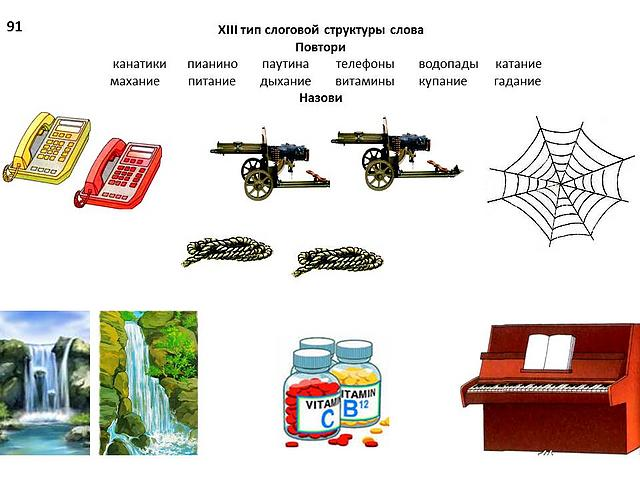 91
XIII тип слоговой структуры слова
Повтори
канатики пианино паутина телефоны водопады катание
махание питание дыхание витамины купание гадание
Назови
VITAM
C
VITAMIN
B12